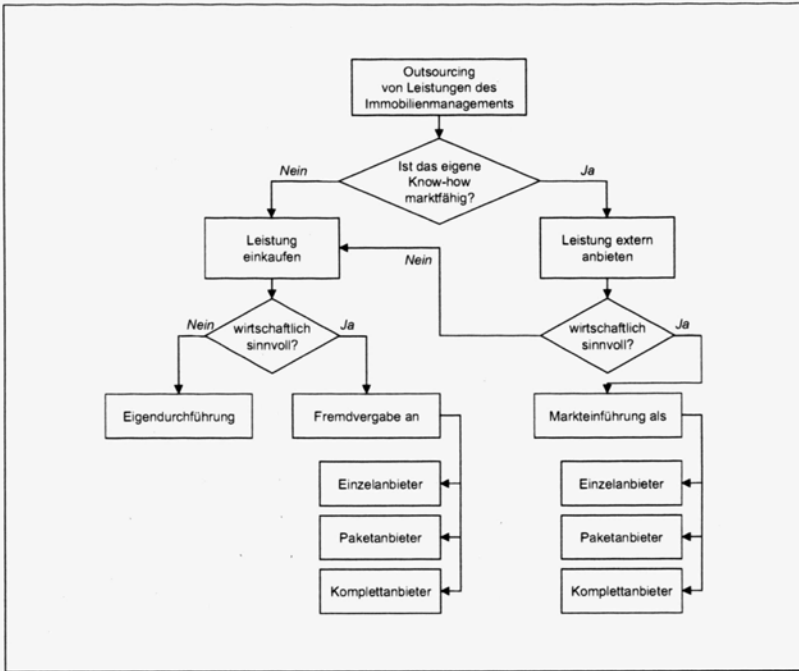 Outsourcing
von Leistungen des
Immobilienmanagements
Nein
Ist das eigene
Know-how
marktfähig?
Ja
Leistung
einkaufen
Nein
Leistung extern
anbieten
Nein
wirtschaftlich
sinnvoll?
Ja
wirtschaftlich
sinnvoll?
Ja
Eigendurchführung
Fremdvergabe an
Markteinführung als
Einzelanbieter
Einzelanbieter
Paketanbieter
Paketanbieter
Komplettanbieter
Komplettanbieter